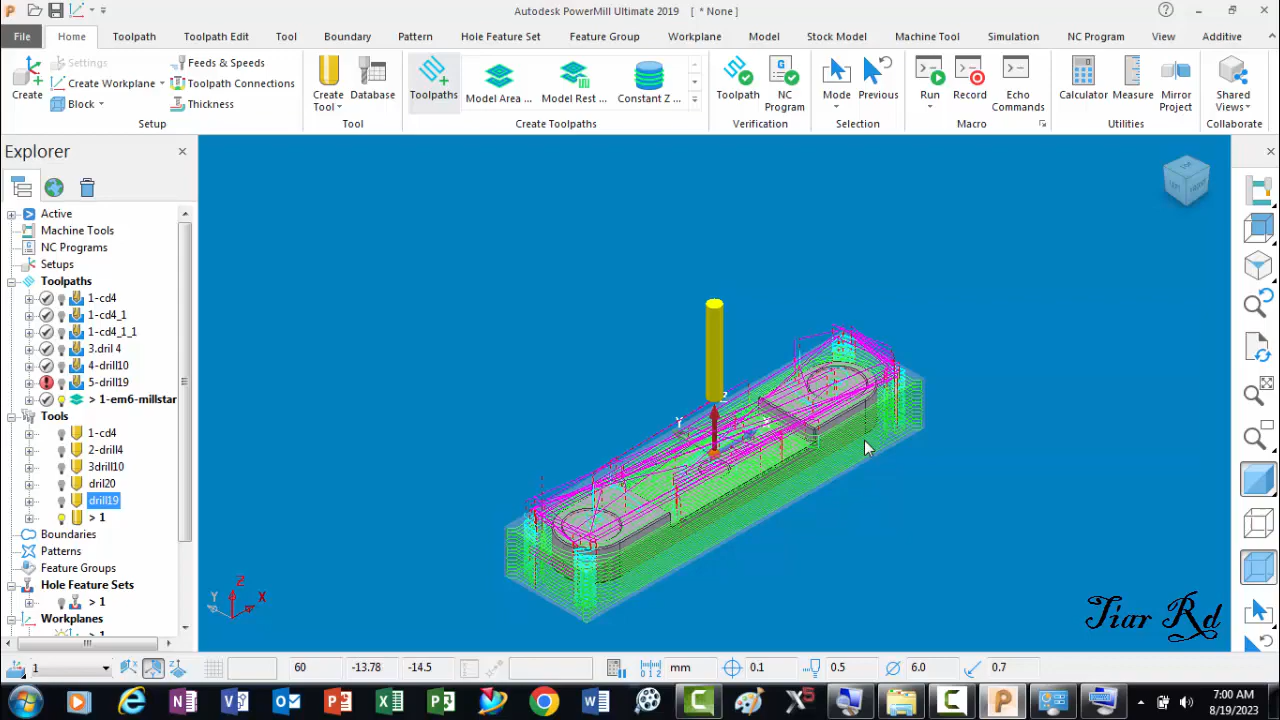 Autodesk PowerMill Ultimate 2019 [ * None ]
File Home Toolpath Toolpath Edit Tool Boundary Pattern Hole Feature Set Feature Group Workplane Model Stock Model Machine Tool Simulation NC Program View Additive
Create
Settings
Create Workplane
Block
Feeds & Speeds
Toolpath Connections
Thickness
Create Tool
Database
Toolpaths
Model Area ...
Model Rest ...
Constant Z ...
Toolpath
NC Program
Mode
Previous
Run
Record
Echo Commands
Calculator
Measure
Mirror Project
Shared Views
Setup Tool Create Toolpaths Verification Selection Macro Utilities Collaborate
Explorer
Active
Machine Tools
NC Programs
Setups
Toolpaths
1-cd4
1-cd4_1
1-cd4_1_1
3.dril 4
4-drill10
5-drill19
> 1-em6-millstar
Tools
1-cd4
2-drill4
3drill10
dril20
drill19
> 1
Boundaries
Patterns
Feature Groups
Hole Feature Sets
> 1
Workplanes
> 1
Z
Y
Z
Y
X
Tiar Rd
1 60 -13.78 -14.5 mm 0.1 0.5 6.0 0.7
7:00 AM
8/19/2023